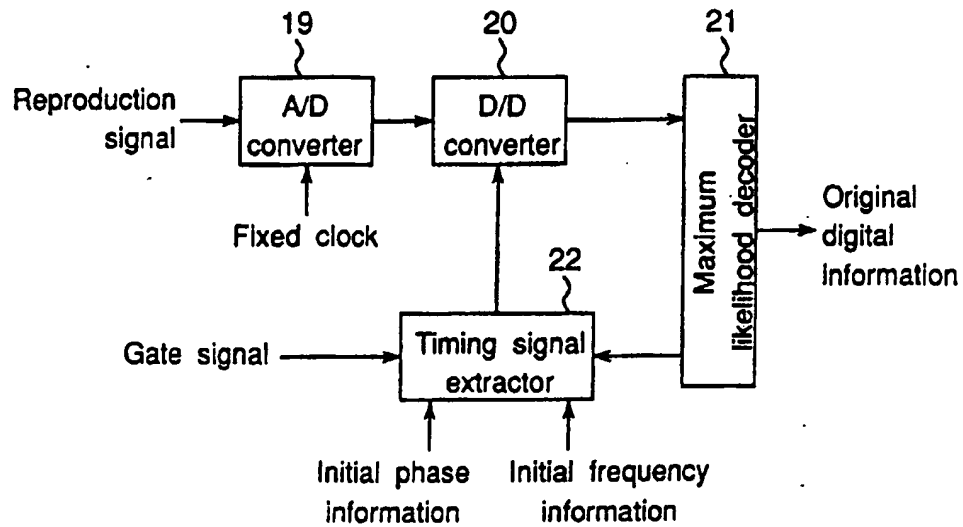 19
20
21
Reproduction
signal
A/D
converter
D/D
converter
Maximum
likelihood decoder
Fixed clock
Original
digital
Information
22
Gate signal
Timing signal
extractor
Initial phase
information
Initial frequency
information